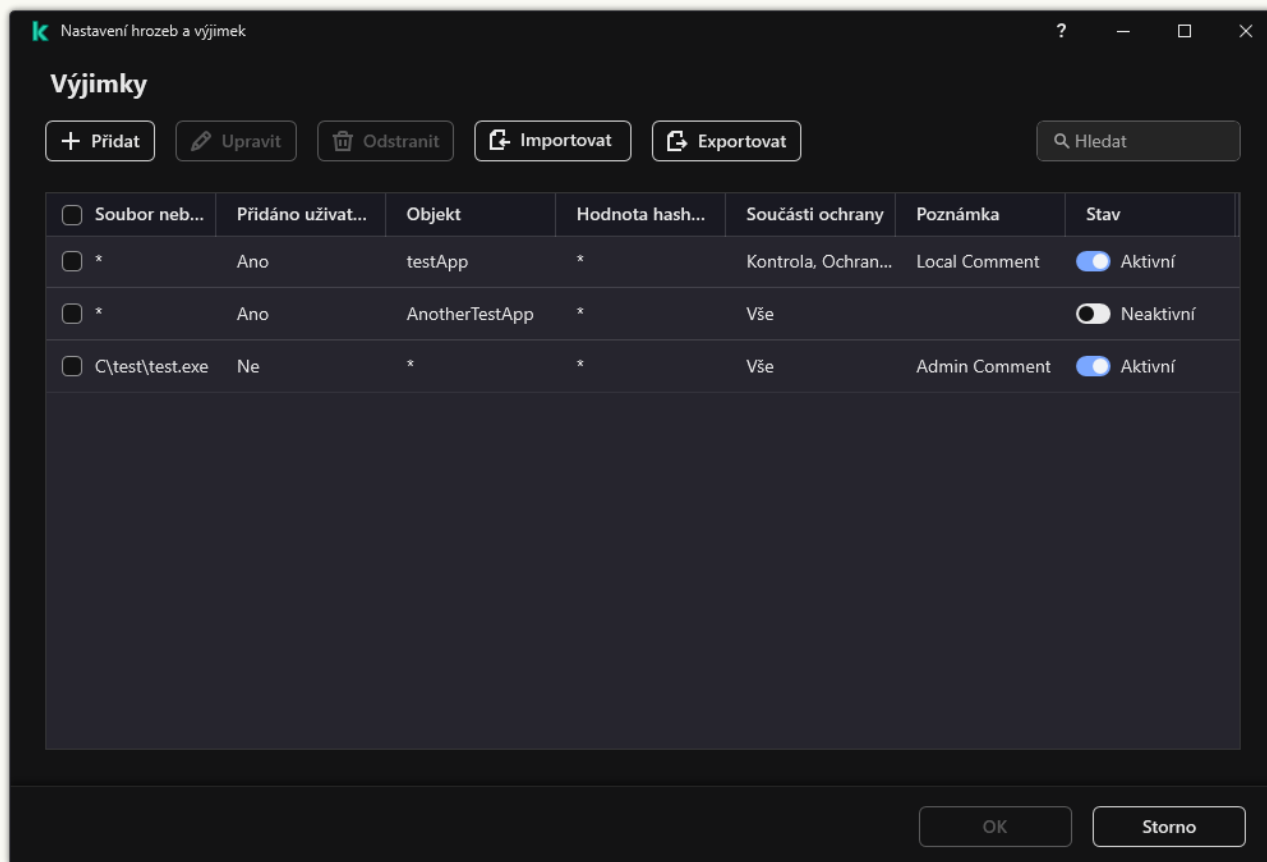 Nastavení hrozeb a výjimek
?
Výjimky
Přidat Upravit Odstranit Importovat Exportovat Hledat
Soubor neb... Přidáno uživat... Objekt Hodnota hash... Součásti ochrany Poznámka Stav
* Ano testApp * Kontrola, Ochran... Local Comment Aktivní
* Ano AnotherTestApp * Vše Neaktivní
C\test\test.exe Ne * * Vše Admin Comment Aktivní
OK Storno